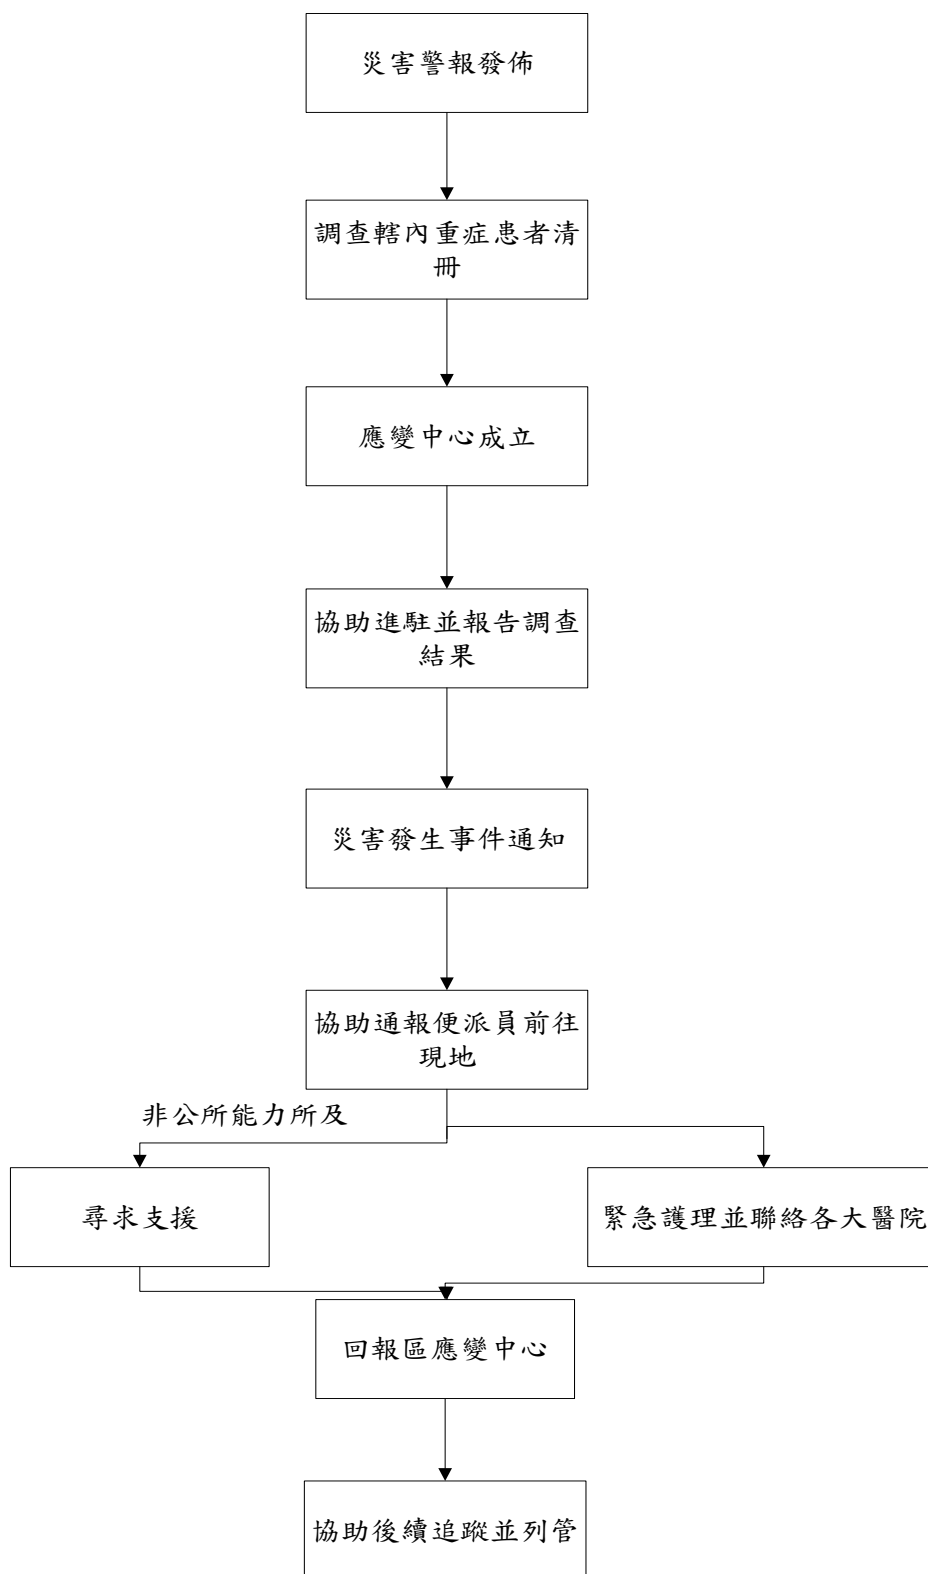 災害警報發佈
調查轄內重症患者清
冊
應變中心成立
協助進駐並報告調查
結果
災害發生事件通知
協助通報便派員前往
現地
非公所能力所及
尋求支援
緊急護理並聯絡各大醫院
回報區應變中心
協助後續追蹤並列管